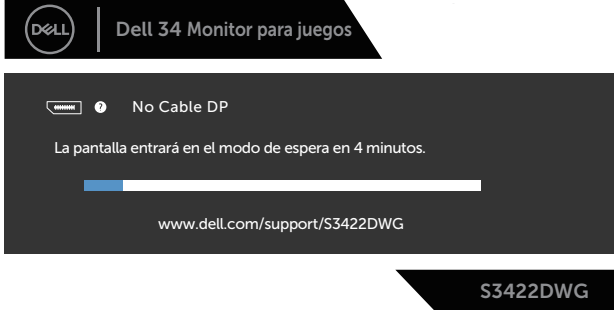 DELL
Dell 34 Monitor para juegos
? No Cable DP
La pantalla entrará en el modo de espera en 4 minutos.
www.dell.com/support/S3422DWG
S3422DWG